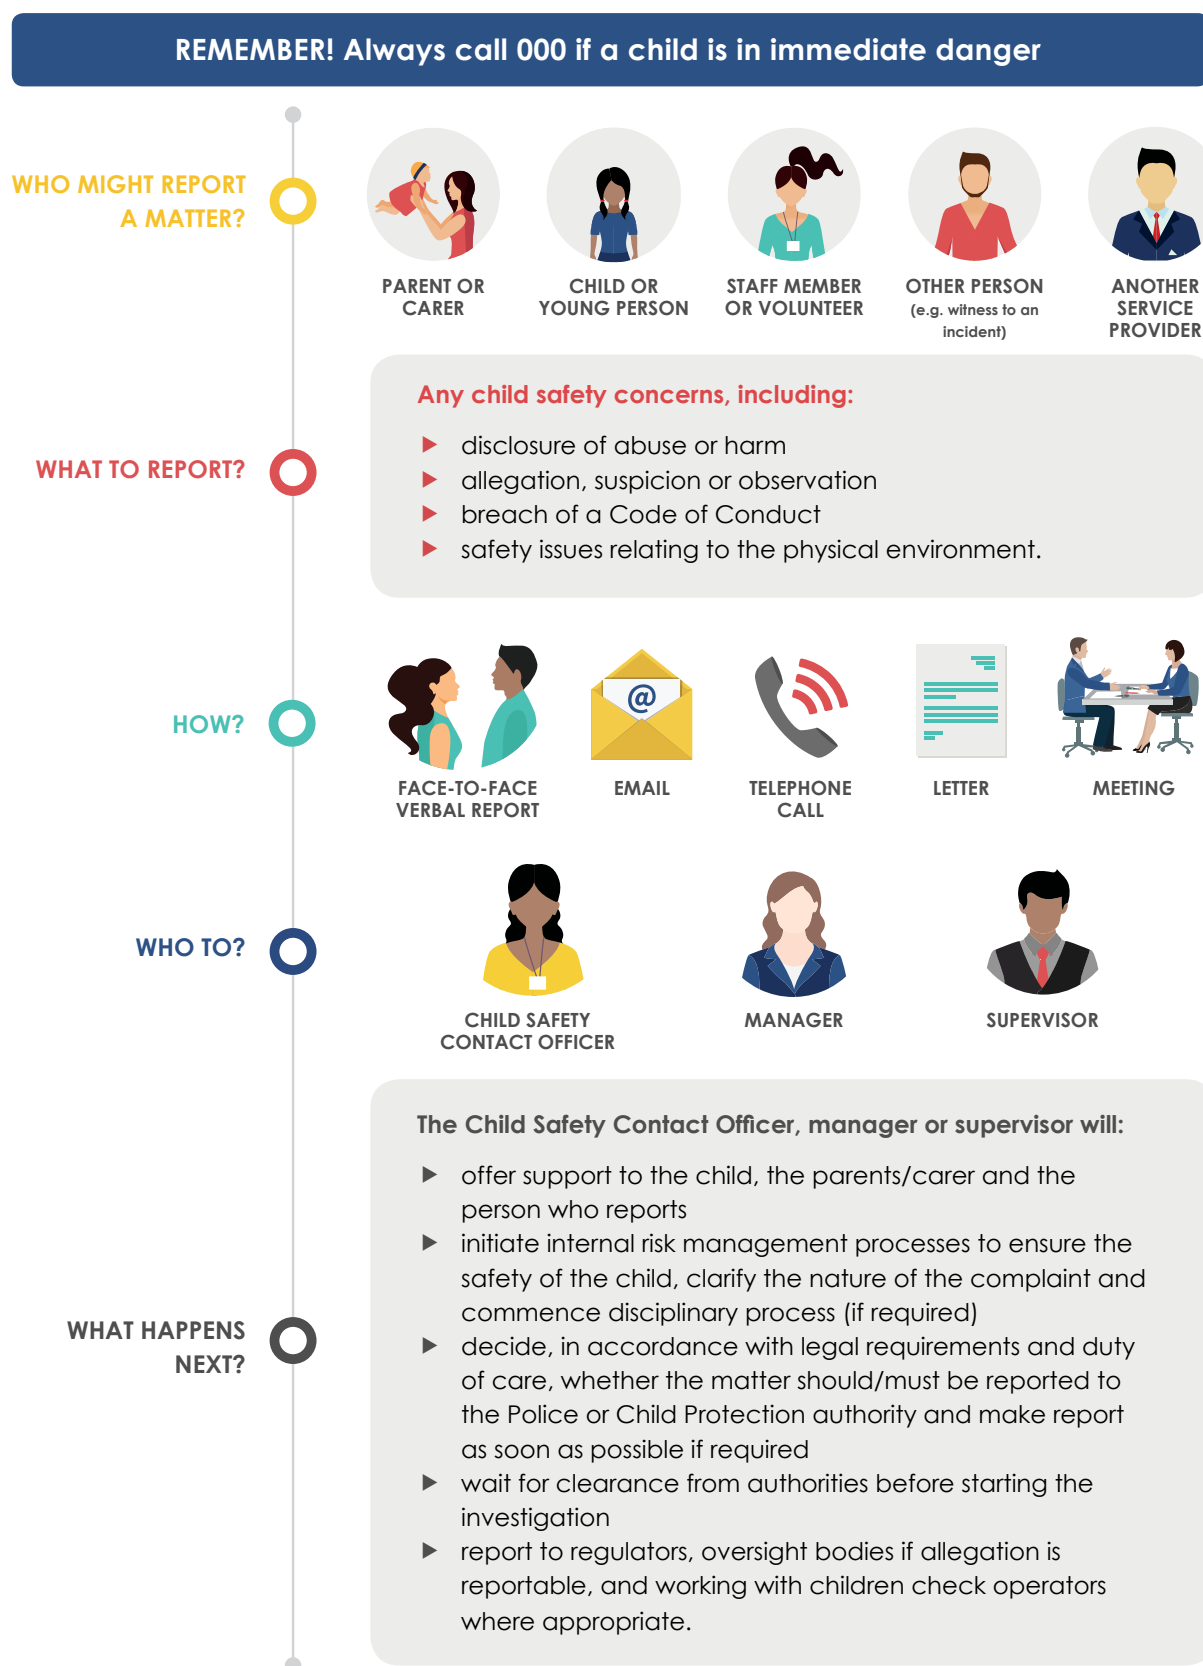 REMEMBER! Always call 000 if a child is in immediate danger
WHO MIGHT REPORT
A MATTER?
PARENT OR
CARER
CHILD OR
YOUNG PERSON
STAFF MEMBER
OR VOLUNTEER
OTHER PERSON
(e.g. witness to an
incident)
ANOTHER
SERVICE
PROVIDER
WHAT TO REPORT?
Any child safety concerns, including:
disclosure of abuse or harm
allegation, suspicion or observation
breach of a Code of Conduct
safety issues relating to the physical environment.
HOW?
@
FACE-TO-FACE
VERBAL REPORT
EMAIL
TELEPHONE
CALL
LETTER
MEETING
WHO TO?
CHILD SAFETY
CONTACT OFFICER
MANAGER
SUPERVISOR
WHAT HAPPENS
NEXT?
The Child Safety Contact Officer, manager or supervisor will:
offer support to the child, the parents/carer and the
person who reports
initiate internal risk management processes to ensure the
safety of the child, clarify the nature of the complaint and
commence disciplinary process (if required)
decide, in accordance with legal requirements and duty
of care, whether the matter should/must be reported to
the Police or Child Protection authority and make report
as soon as possible if required
wait for clearance from authorities before starting the
investigation
report to regulators, oversight bodies if allegation is
reportable, and working with children check operators
where appropriate.